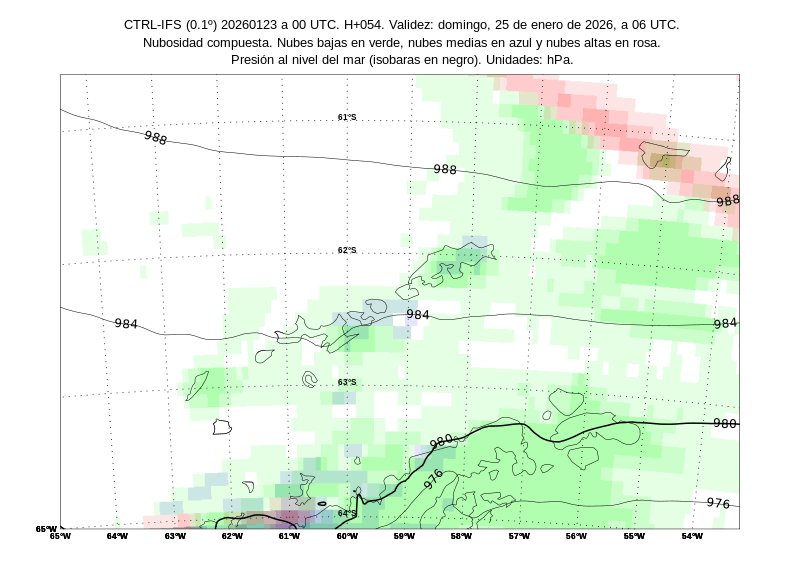 CTRL-IFS (0.1º) 20260123 a 00 UTC. H+054. Validez: domingo, 25 de enero de 2026, a 06 UTC.
Nubosidad compuesta. Nubes bajas en verde, nubes medias en azul y nubes altas en rosa.
Presión al nivel del mar (isobaras en negro). Unidades: hPa.
61°S
988
988
988
62°S
984
984
984
63°S
980
980
976
976
64°S
65°W
65°W 64°W 63°W 62°W 61°W 60°W 59°W 58°W 57°W 56°W 55°W 54°W